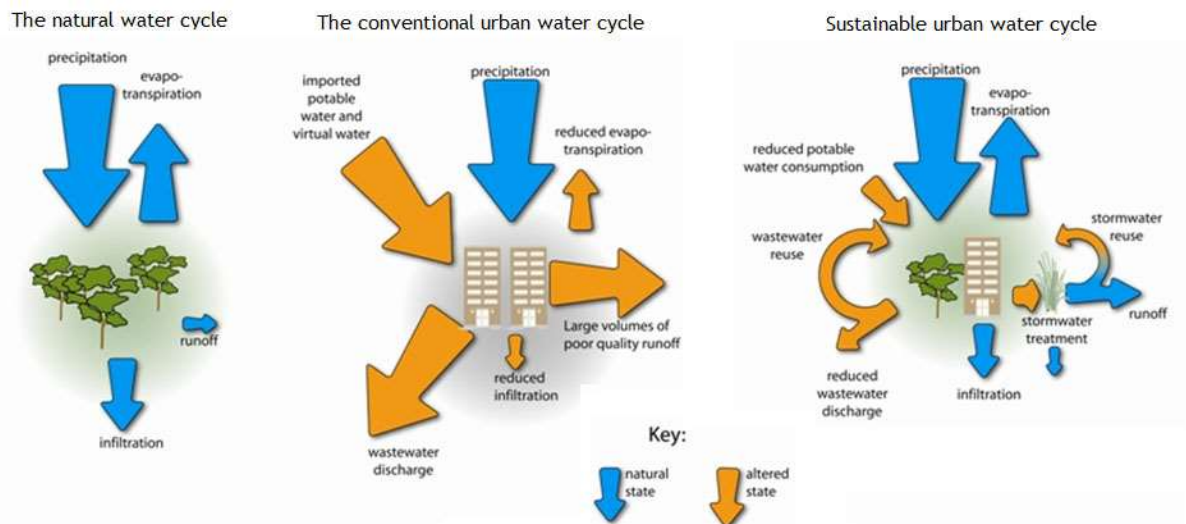 The natural water cycle
precipitation
evapo-
transpiration
runoff
infiltration
The conventional urban water cycle
imported
potable
water and
virtual water
precipitation
reduced evapo-
transpiration
Large volumes of
poor quality runoff
reduced
infiltration
wastewater
discharge
Sustainable urban water cycle
precipitation
evapo-
transpiration
reduced potable
water consumption
wastewater
reuse
stormwater
reuse
runoff
stormwater
treatment
reduced
wastewater
discharge
infiltration
Key:
natural
state
altered
state